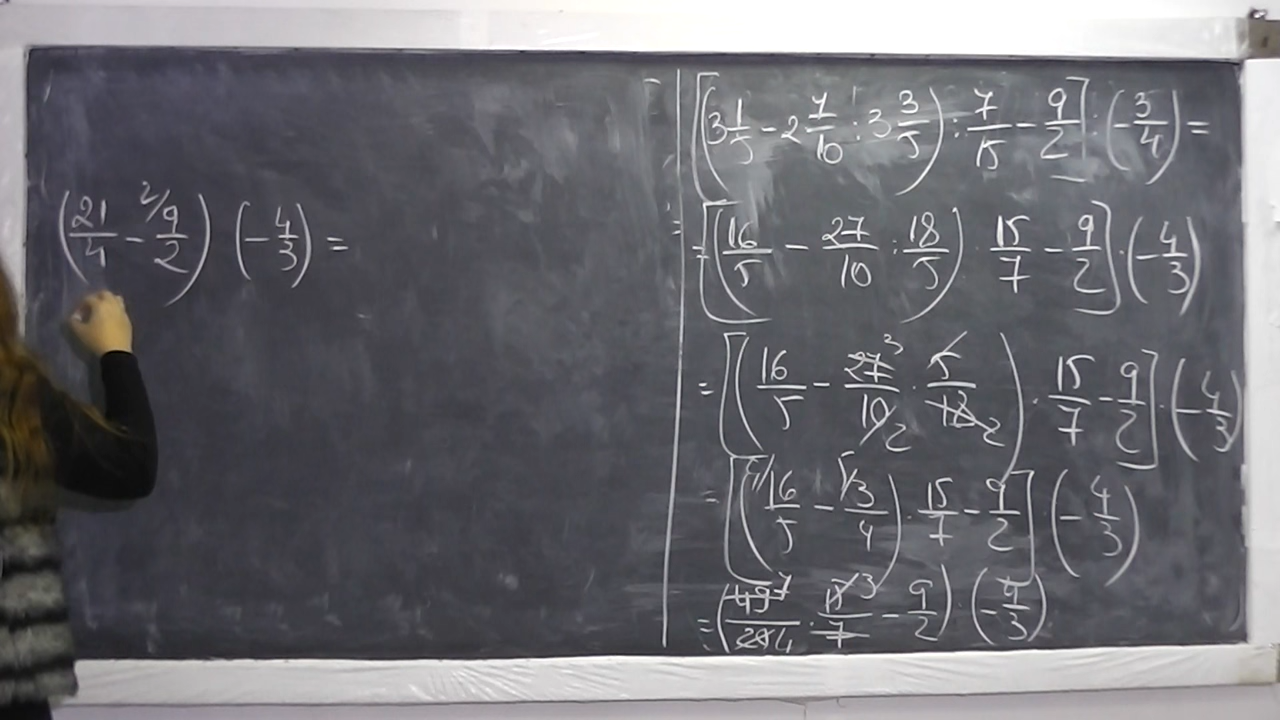 [(3 1/5 − 2 7/10 : 3 3/5) : 7/15 − 9/2] : (−3/4) =
= [(16/5 − 27/10 : 18/5) · 15/7 − 9/2] · (−4/3)
= [(16/5 − 27/10 · 5/18) · 15/7 − 9/2] · (−4/3)
= [(16/5 − 3/4) · 15/7 − 9/2] · (−4/3)
= (49/20 · 15/7 − 9/2) · (−4/3)
(21/4 − 9/2) (−4/3) =